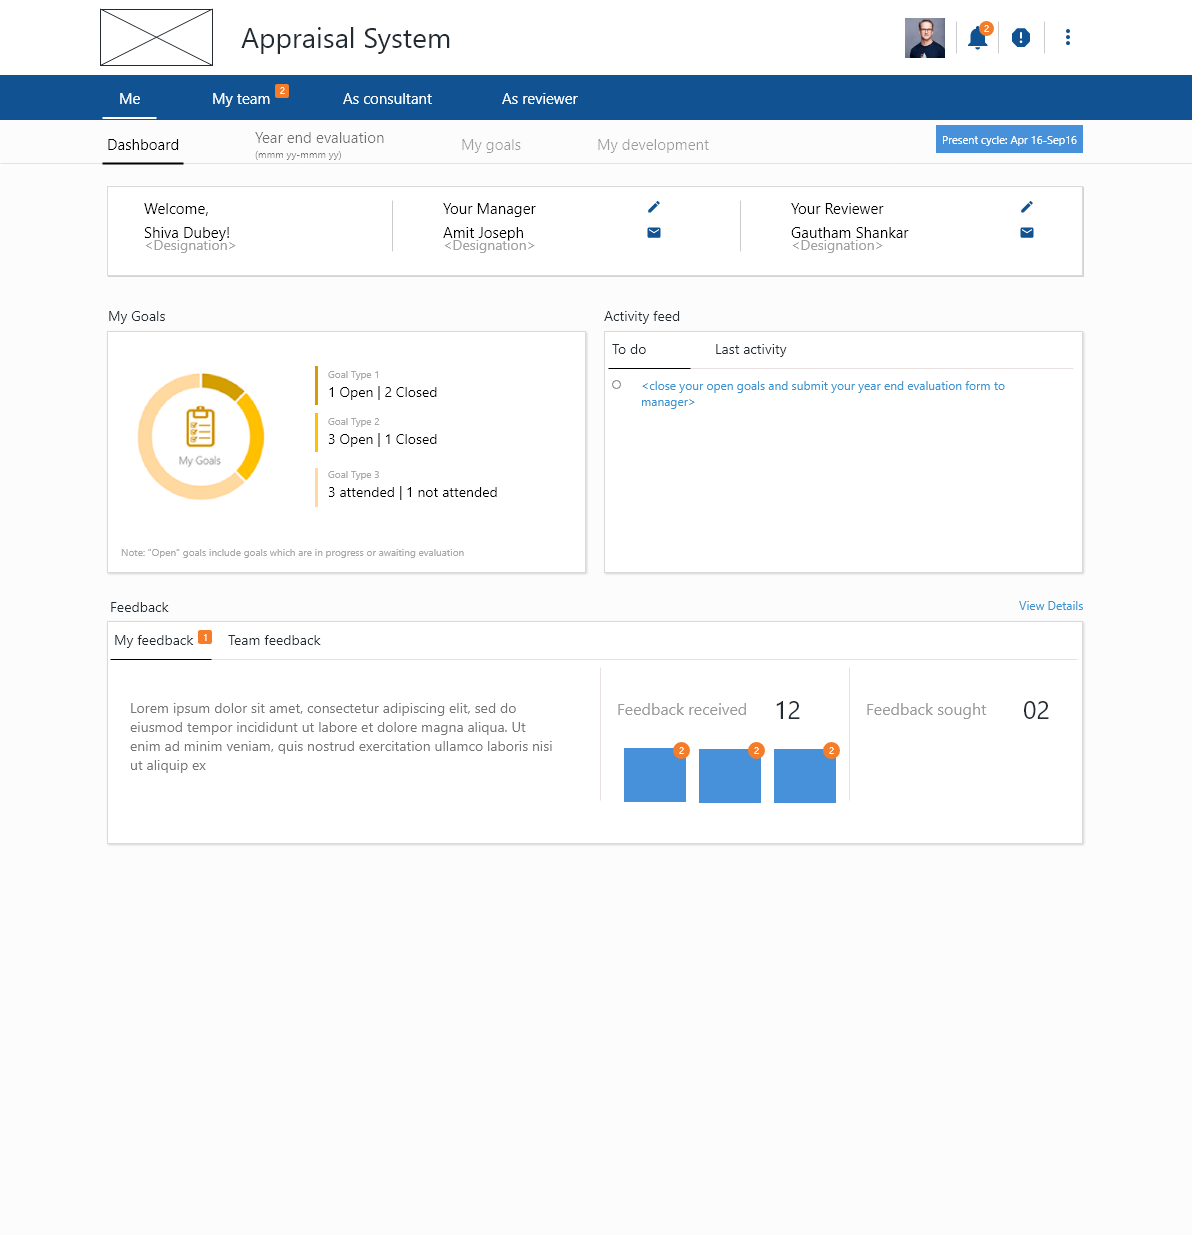 Appraisal System
2
Me
My team
2
As consultant
As reviewer
Dashboard
Year end evaluation
(mmm yy-mmm yy)
My goals
My development
Present cycle: Apr 16-Sep16
Welcome,
Shiva Dubey!
<Designation>
Your Manager
Amit Joseph
<Designation>
Your Reviewer
Gautham Shankar
<Designation>
My Goals
My Goals
Goal Type 1
1 Open | 2 Closed
Goal Type 2
3 Open | 1 Closed
Goal Type 3
3 attended | 1 not attended
Note: "Open" goals include goals which are in progress or awaiting evaluation
Activity feed
To do
Last activity
<close your open goals and submit your year end evaluation form to
manager>
Feedback
View Details
My feedback
1
Team feedback
Lorem ipsum dolor sit amet, consectetur adipiscing elit, sed do
eiusmod tempor incididunt ut labore et dolore magna aliqua. Ut
enim ad minim veniam, quis nostrud exercitation ullamco laboris nisi
ut aliquip ex
Feedback received
12
2
2
2
Feedback sought
02